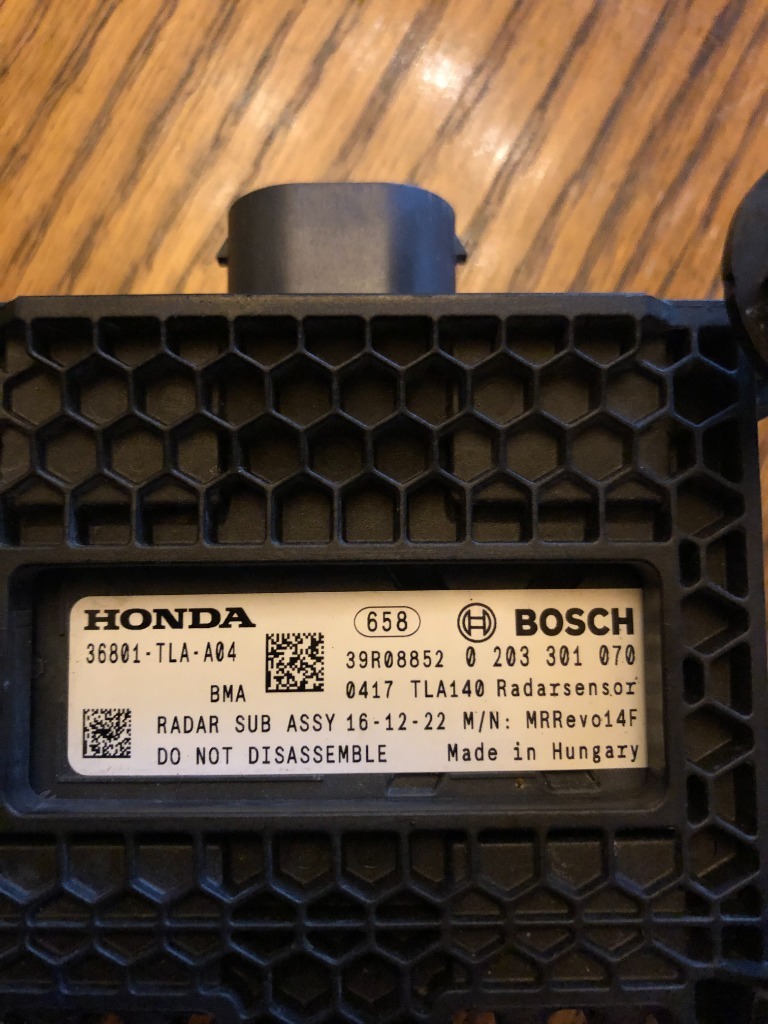 HONDA 658 BOSCH
36801-TLA-A04 39R08852 0 203 301 070
BMA 0417 TLA140 Radarsensor
RADAR SUB ASSY 16-12-22 M/N: MRRevo14F
DO NOT DISASSEMBLE Made in Hungary